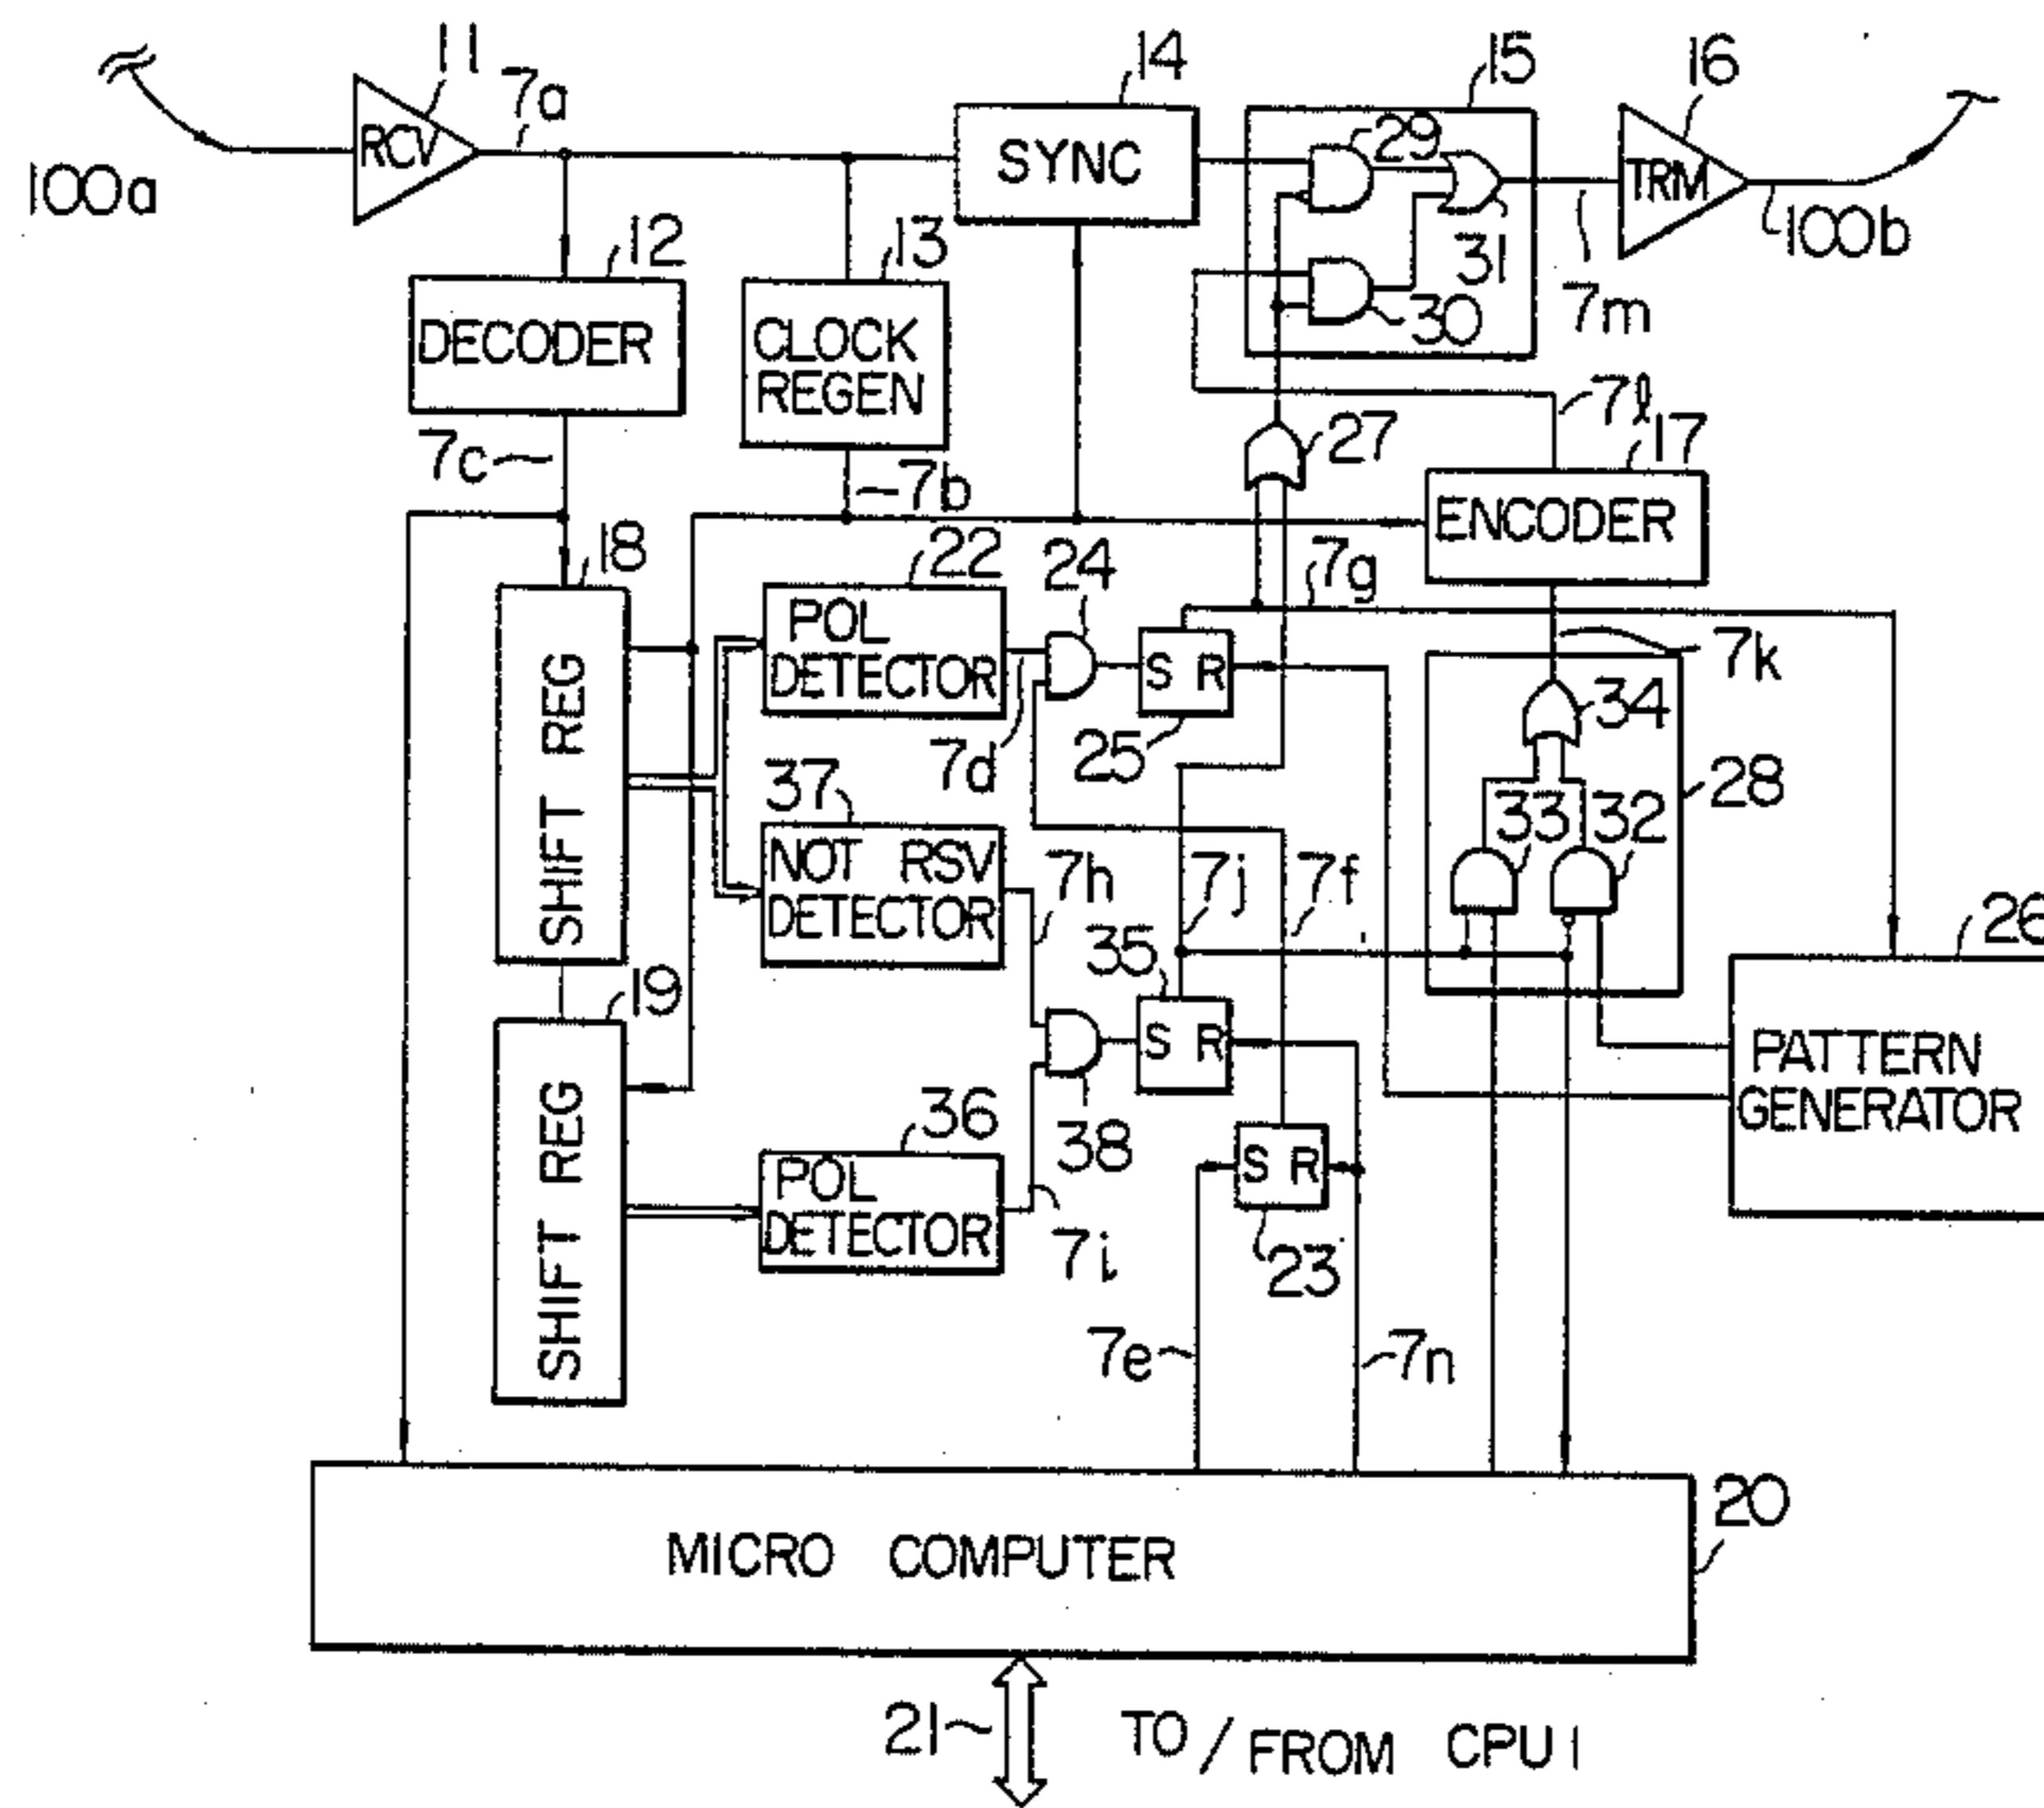 11
7a
14
15
16
RCV
SYNC
29
TRM
100a
100b
12
13
31
30
7m
DECODER
CLOCK
REGEN
7l
27
17
7c
7b
ENCODER
18
22
24
7g
POL
DETECTOR
S R
7k
34
SHIFT REG
7d
25
37
28
33
32
NOT RSV
DETECTOR
7h
7j
7f
35
26
19
S R
PATTERN
GENERATOR
SHIFT REG
36
38
POL
DETECTOR
S R
7i
23
7e
7n
20
MICRO COMPUTER
21
TO / FROM CPU 1